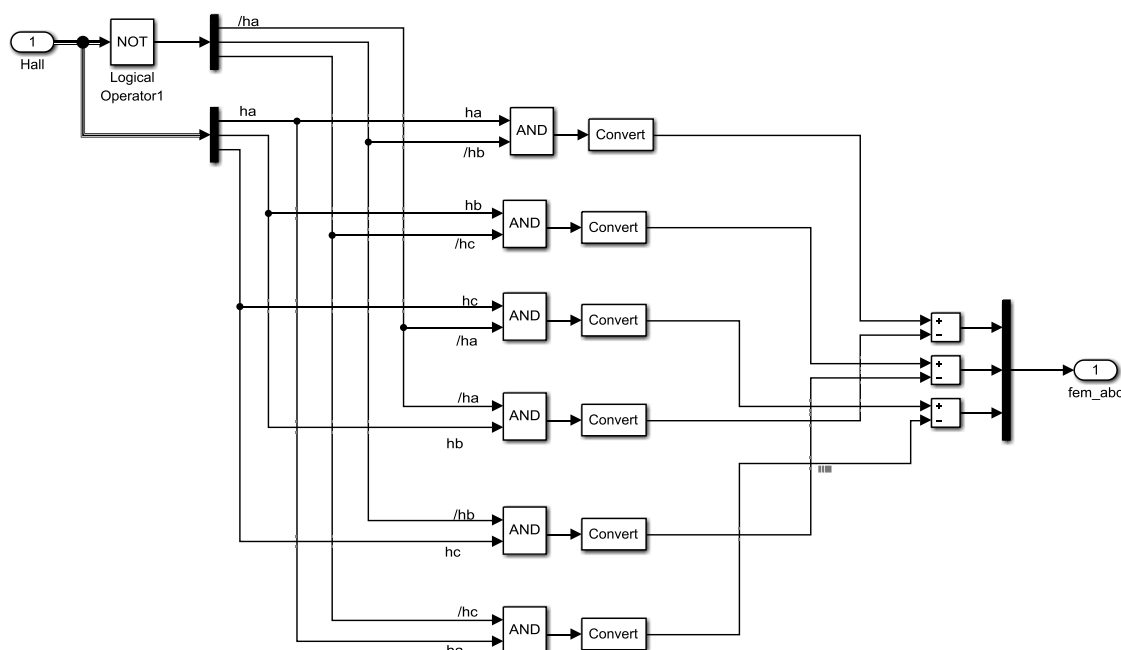 /ha
1
NOT
Hall
Logical
Operator1
ha
ha
AND
Convert
/hb
hb
AND
Convert
/hc
hc
AND
Convert
/ha
+
−
+
−
1
fem_abc
+
−
/ha
AND
Convert
hb
/hb
AND
Convert
hc
/hc
AND
Convert